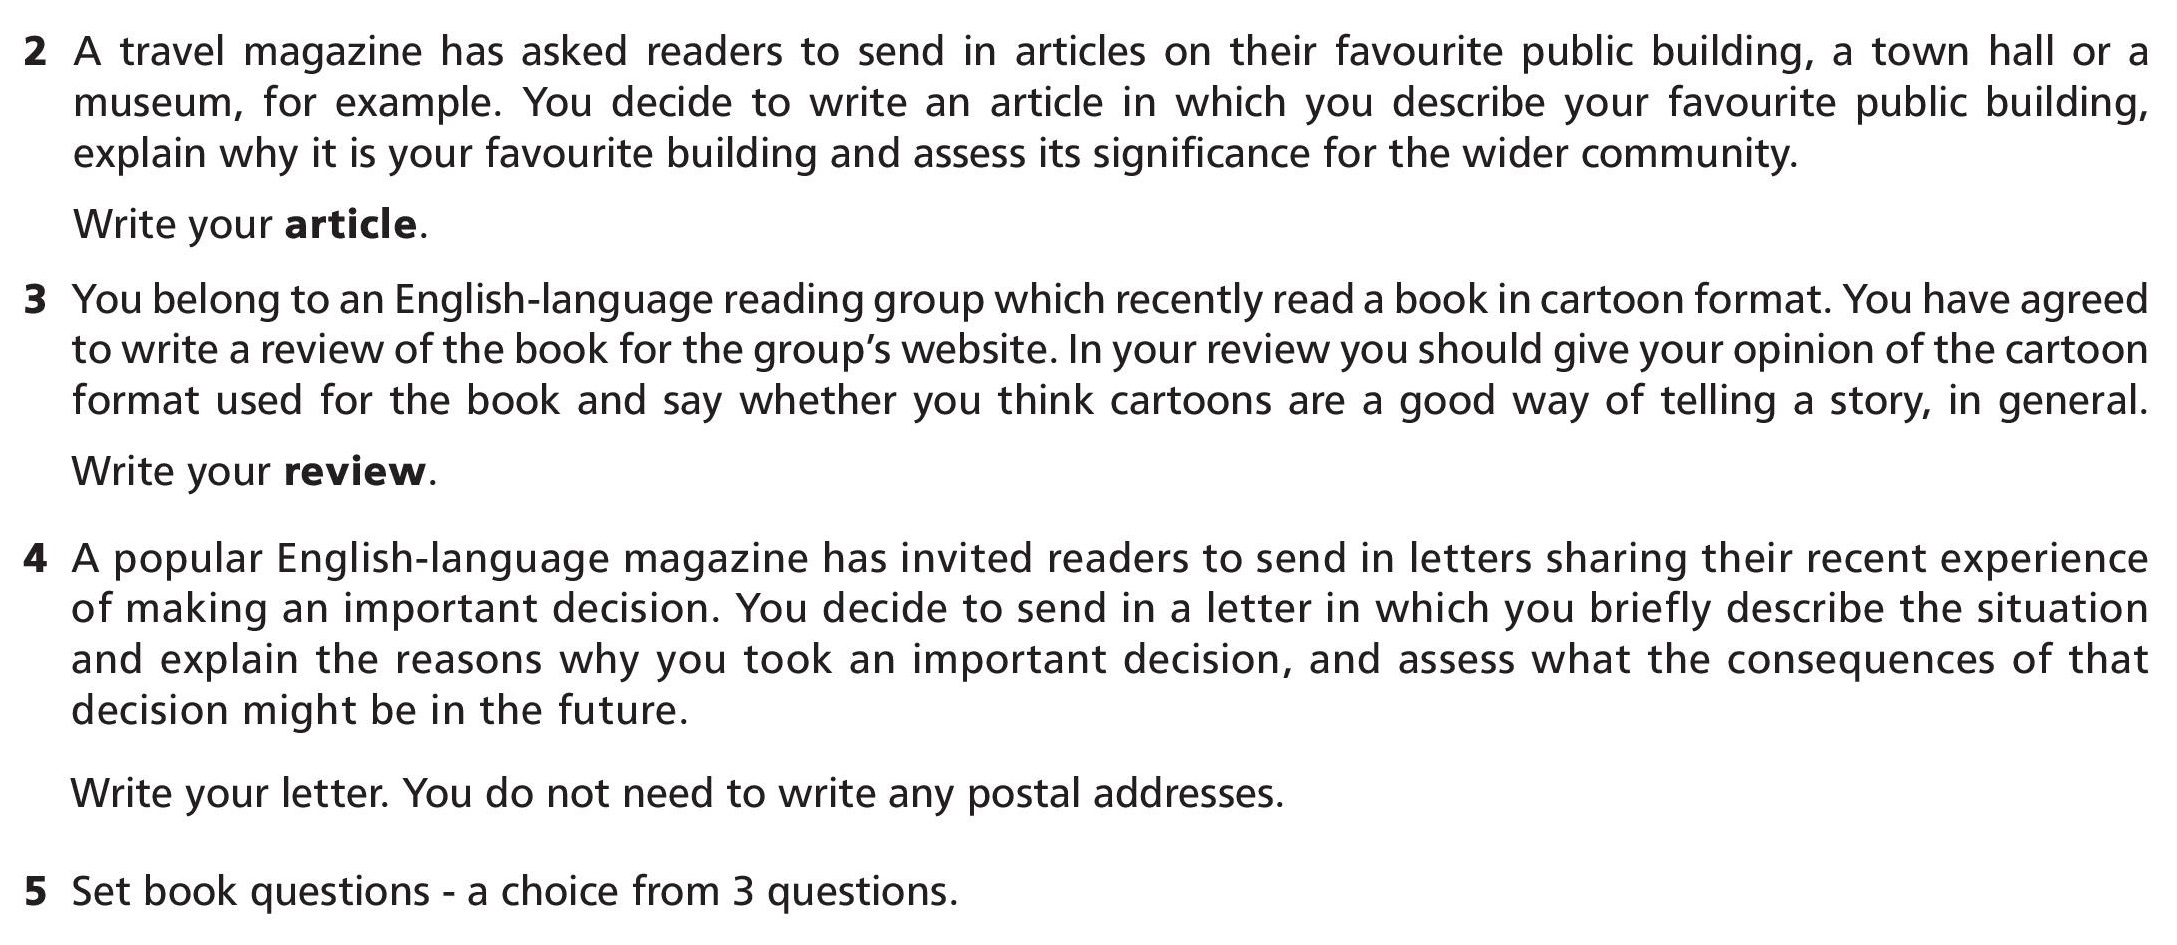 2 A travel magazine has asked readers to send in articles on their favourite public building, a town hall or a
museum, for example. You decide to write an article in which you describe your favourite public building,
explain why it is your favourite building and assess its significance for the wider community.
Write your article.
3 You belong to an English-language reading group which recently read a book in cartoon format. You have agreed
to write a review of the book for the group’s website. In your review you should give your opinion of the cartoon
format used for the book and say whether you think cartoons are a good way of telling a story, in general.
Write your review.
4 A popular English-language magazine has invited readers to send in letters sharing their recent experience
of making an important decision. You decide to send in a letter in which you briefly describe the situation
and explain the reasons why you took an important decision, and assess what the consequences of that
decision might be in the future.
Write your letter. You do not need to write any postal addresses.
5 Set book questions - a choice from 3 questions.